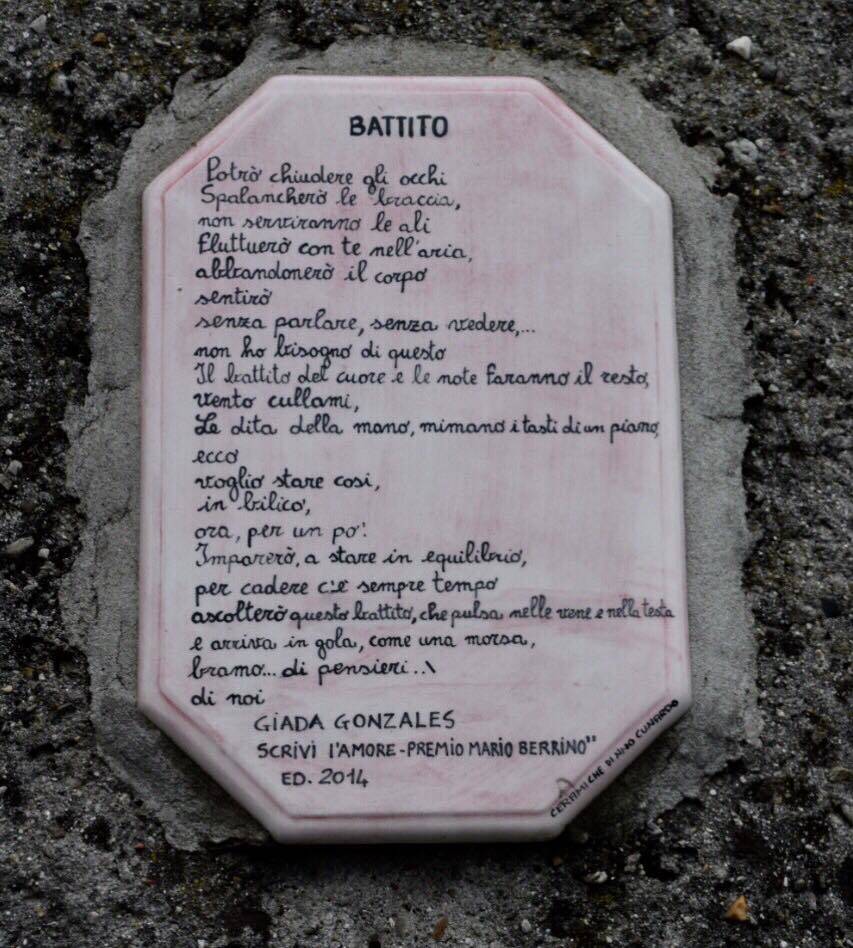 BATTITO
Potrò chiudere gli occhi
Spalancherò le braccia,
non serviranno le ali
Fluttuerò con te nell'aria,
abbandonerò il corpo
sentirò
senza parlare, senza vedere,...
non ho bisogno di questo
Il battito del cuore e le note faranno il resto,
vento cullami,
Le dita della mano, mimano i tasti di un piano,
ecco
voglio stare così,
in bilico,
ora, per un po'.
Imparerò, a stare in equilibrio,
per cadere c'è sempre tempo
ascolterò questo battito, che pulsa nelle vene e nella testa
e arriva in gola, come una morsa,
bramo... di pensieri..\
di noi
GIADA GONZALES
SCRIVI l'AMORE-PREMIO MARIO BERRINO"
ED. 2014
CERAMICHE DI NINO CUNARDO